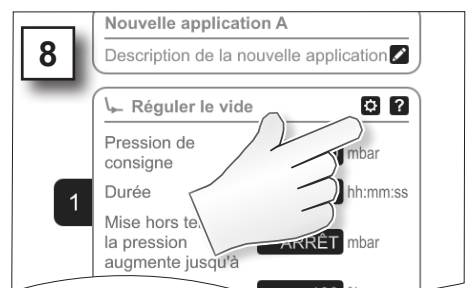 Nouvelle application A
8
Description de la nouvelle application
Réguler le vide
?
Pression de
consigne
mbar
Durée
hh:mm:ss
1
Mise hors
la pression
ARRÊT mbar
augmente jusqu'à